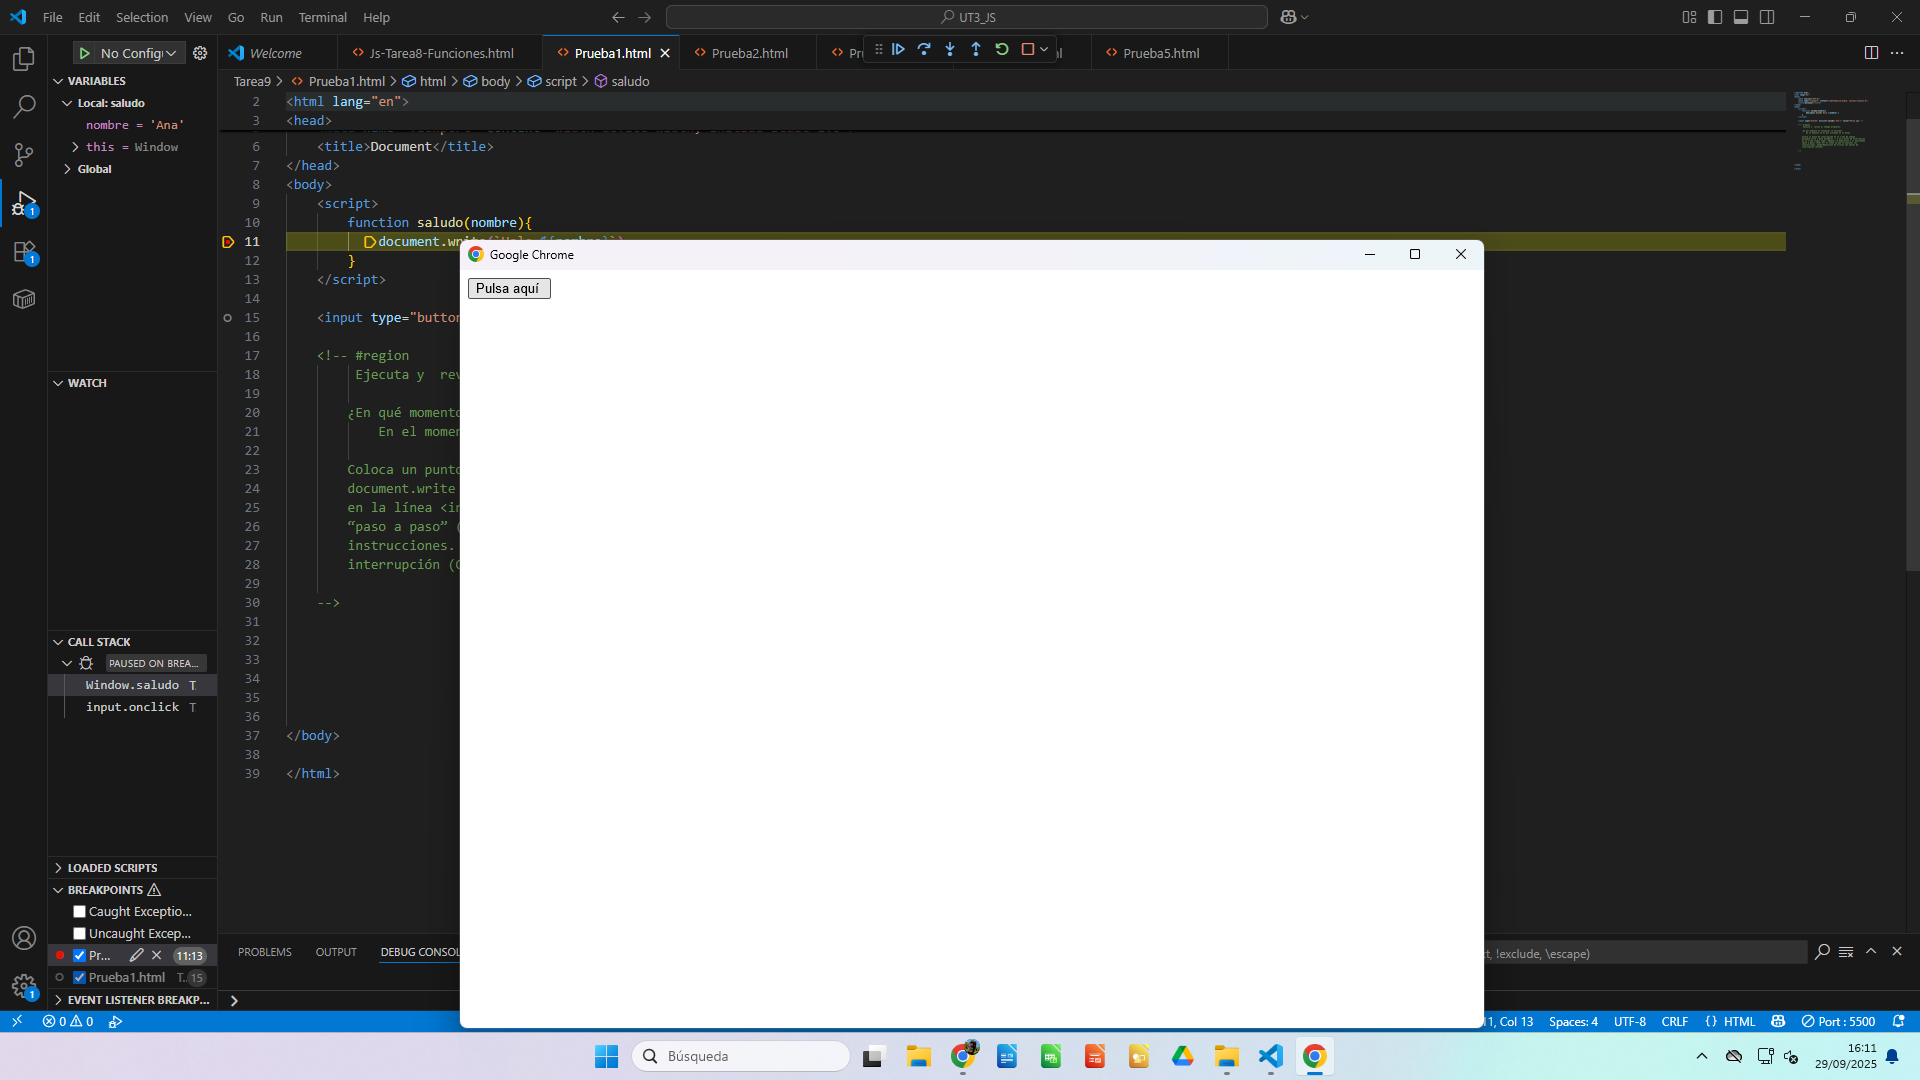 File Edit Selection View Go Run Terminal Help
UT3_JS
No Config
Welcome
Js-Tarea8-Funciones.html
Prueba1.html
Prueba2.html
Prueba5.html
VARIABLES
Local: saludo
nombre = 'Ana'
this = Window
Global
Tarea9 > Prueba1.html > html > body > script > saludo
2 <html lang="en">
3 <head>
6 <title>Document</title>
7 </head>
8 <body>
9 <script>
10 function saludo(nombre){
11 document.write(`Hola ${nombre}`)
12 }
13 </script>
14
15 <input type="button
16
17 <!-- #region
18 Ejecuta y rev
19
20 ¿En qué momento
21 En el momen
22
23 Coloca un punto
24 document.write
25 en la línea <in
26 “paso a paso” (
27 instrucciones.
28 interrupción (C
29
30 -->
31
32
33
34
35
36
37 </body>
38
39 </html>
Google Chrome
Pulsa aquí
WATCH
CALL STACK
PAUSED ON BREA...
Window.saludo T
input.onclick T
LOADED SCRIPTS
BREAKPOINTS
Caught Exceptio...
Uncaught Excep...
Pr... 11:13
Prueba1.html T. 15
EVENT LISTENER BREAKP...
PROBLEMS OUTPUT DEBUG CONSOL
, !exclude, \escape)
0 0
Col 13 Spaces: 4 UTF-8 CRLF {} HTML Port : 5500
Búsqueda
16:11
29/09/2025